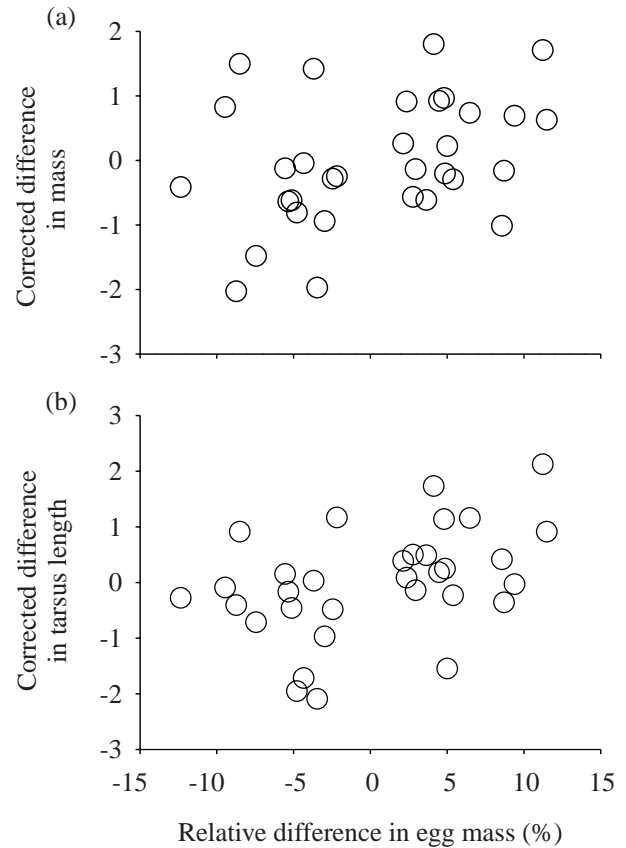 (a)
2
1
0
-1
-2
-3
Corrected difference
in mass
(b)
3
2
1
0
-1
-2
-3
Corrected difference
in tarsus length
-15 -10 -5 0 5 10 15
Relative difference in egg mass (%)